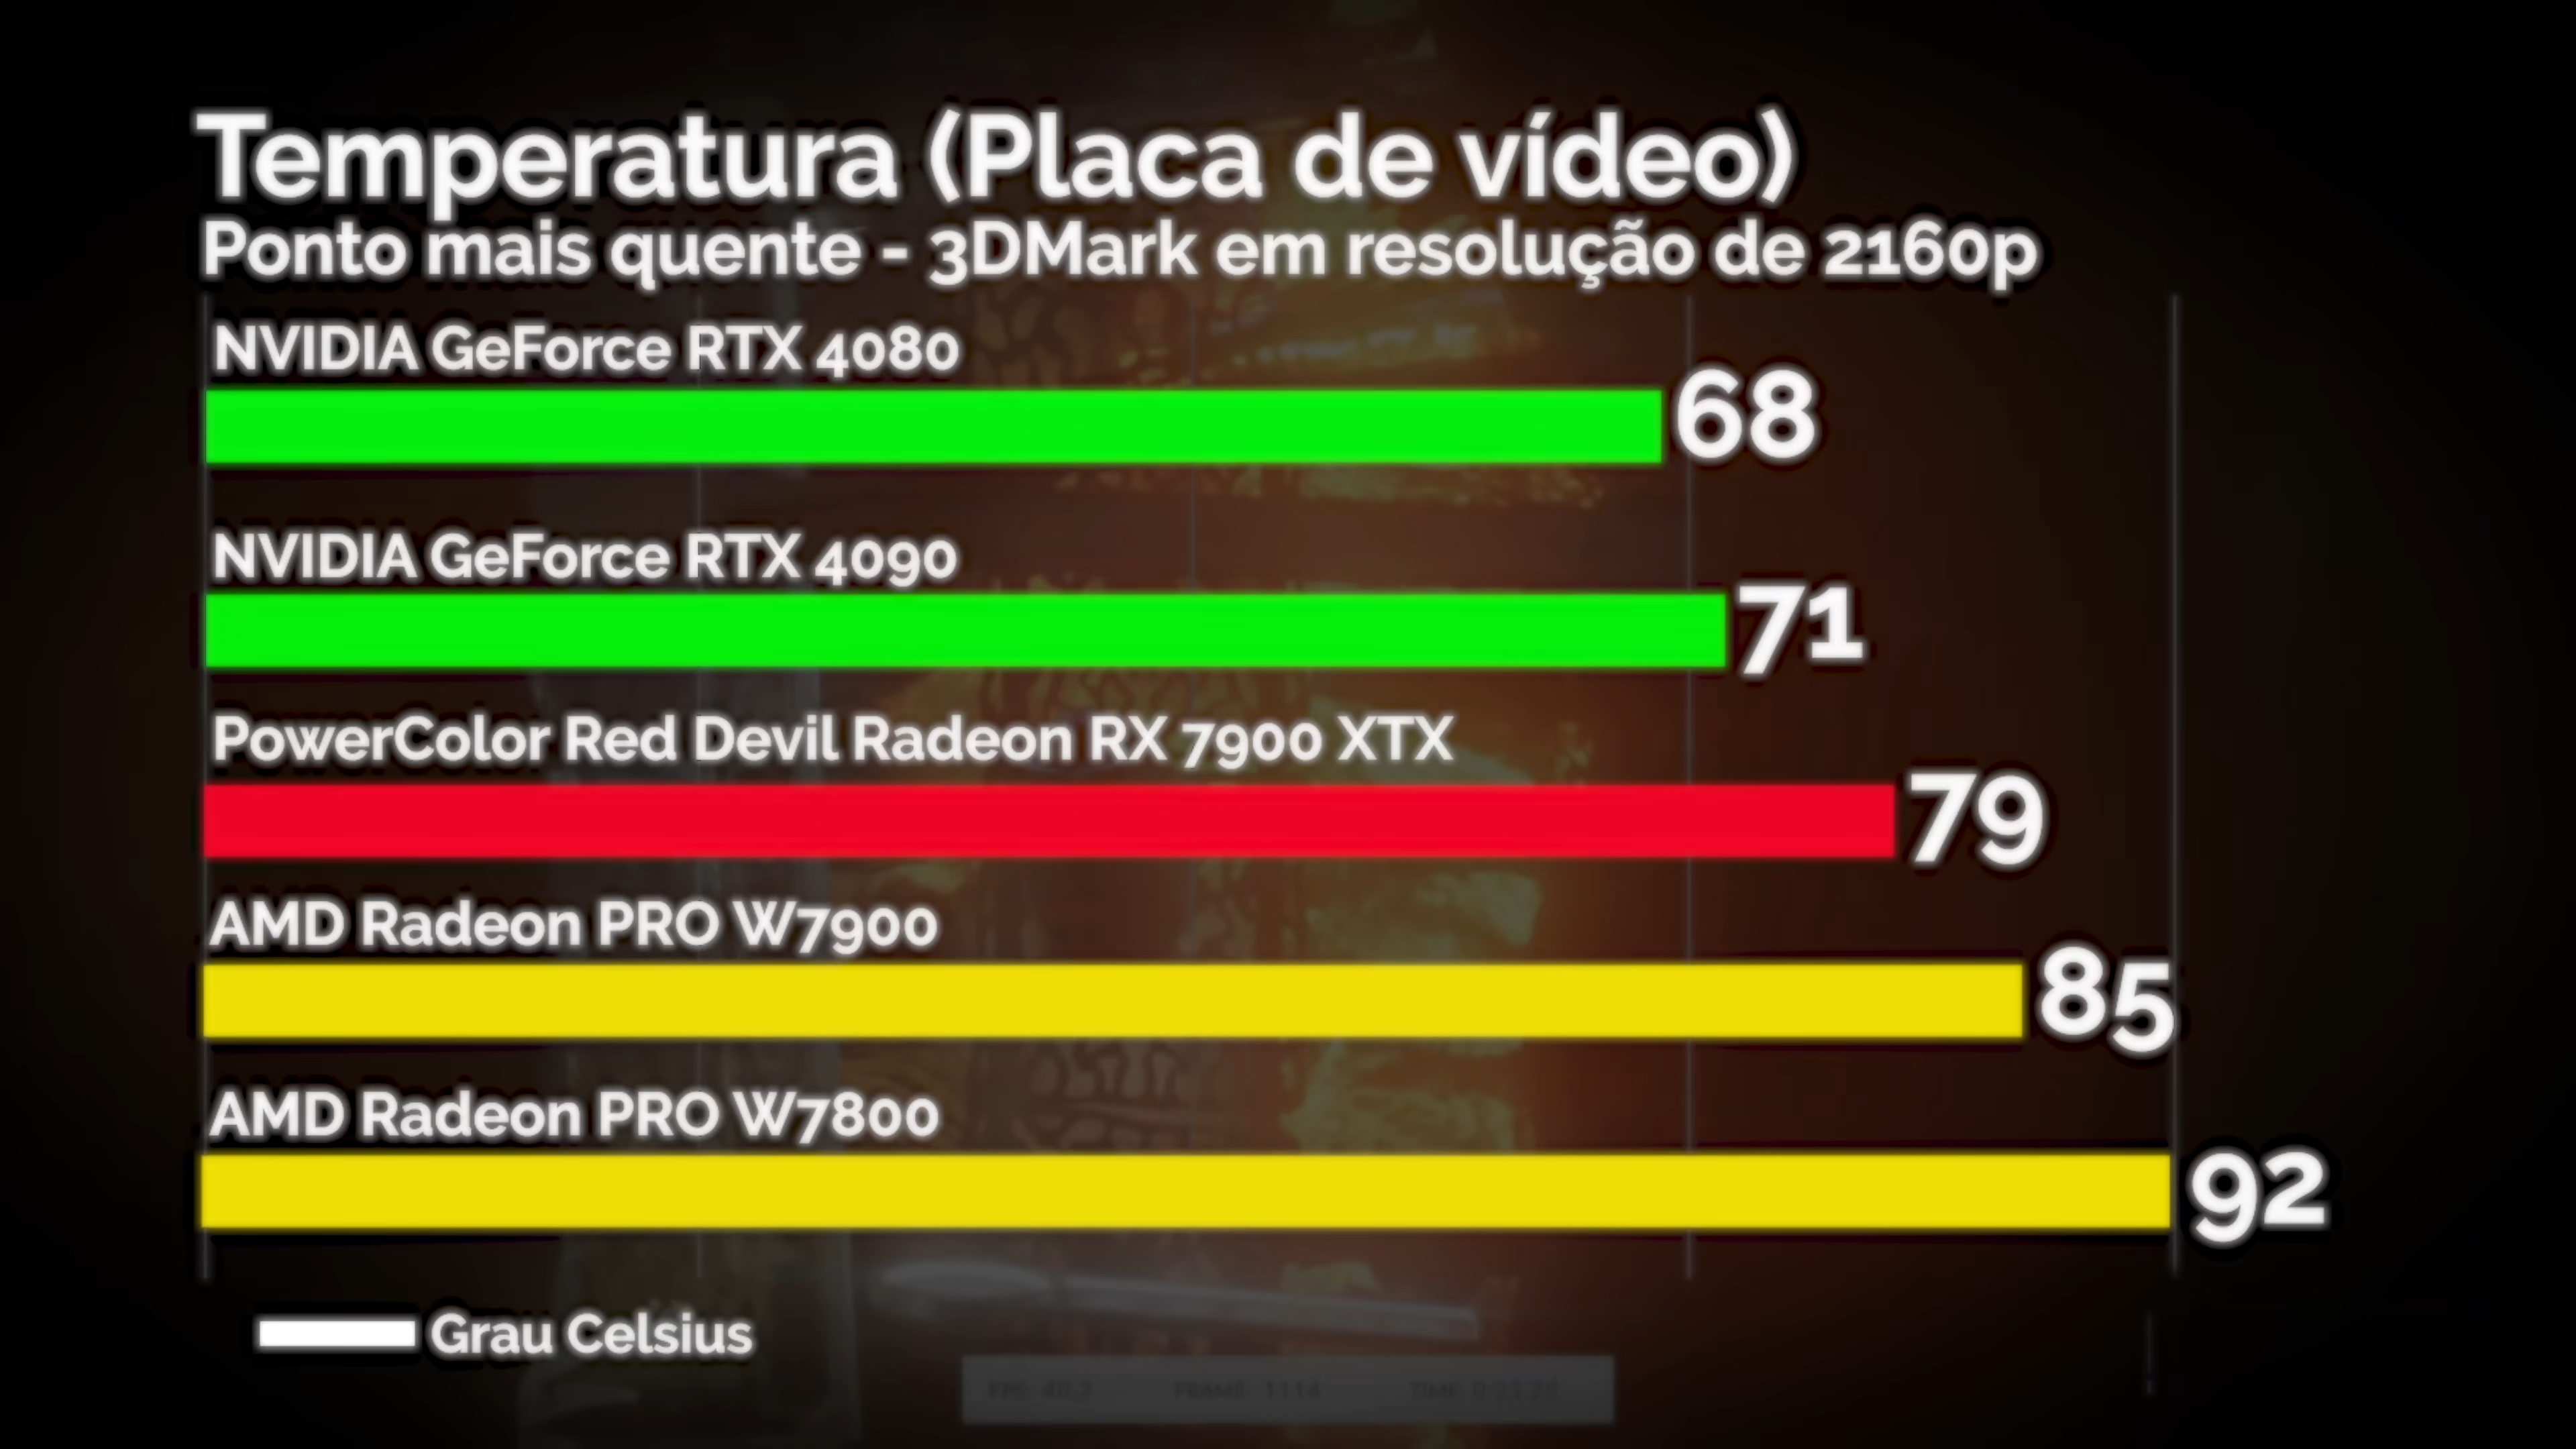 Temperatura (Placa de vídeo)
Ponto mais quente - 3DMark em resolução de 2160p
NVIDIA GeForce RTX 4080
68
NVIDIA GeForce RTX 4090
71
PowerColor Red Devil Radeon RX 7900 XTX
79
AMD Radeon PRO W7900
85
AMD Radeon PRO W7800
92
Grau Celsius
FRAME: 1114